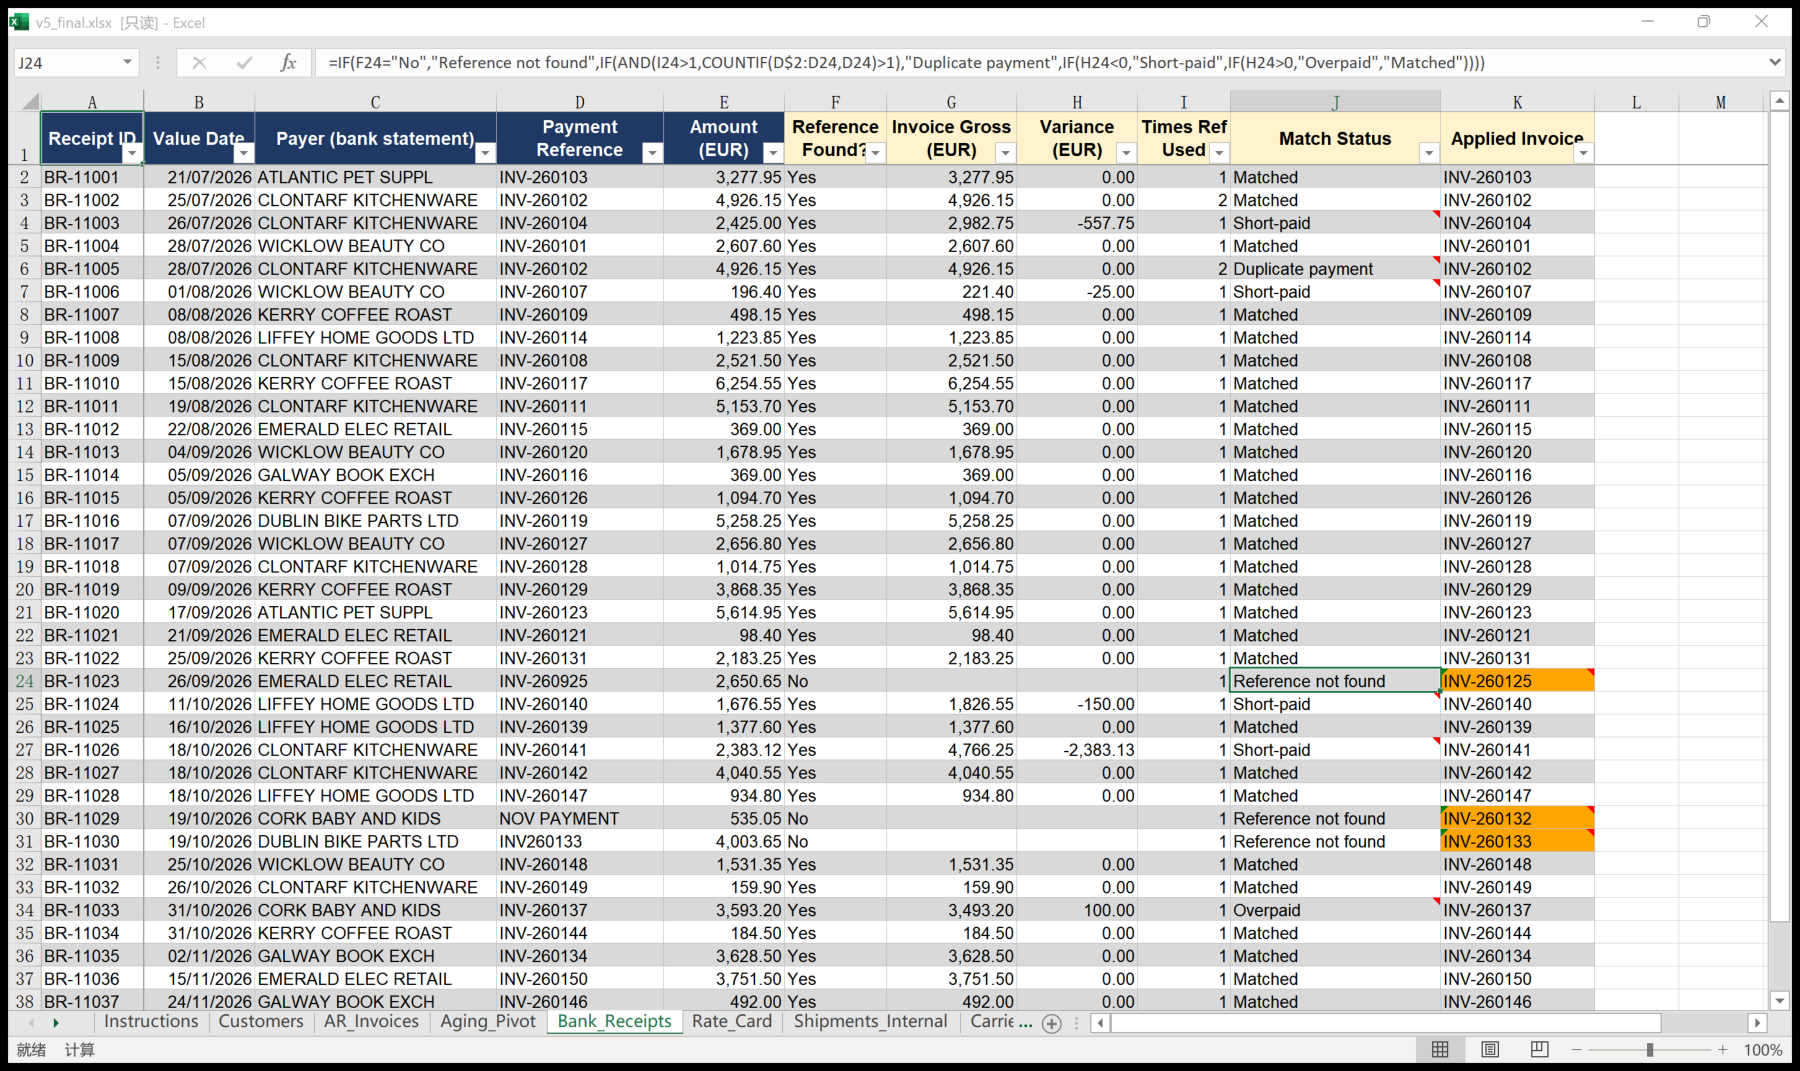 v5_final.xlsx [只读] - Excel
J24 fx =IF(F24="No","Reference not found",IF(AND(I24>1,COUNTIF(D$2:D24,D24)>1),"Duplicate payment",IF(H24<0,"Short-paid",IF(H24>0,"Overpaid","Matched"))))
A B C D E F G H I J K L M
1 Receipt ID Value Date Payer (bank statement) Payment Reference Amount (EUR) Reference Found? Invoice Gross (EUR) Variance (EUR) Times Ref Used Match Status Applied Invoice
2 BR-11001 21/07/2026 ATLANTIC PET SUPPL INV-260103 3,277.95 Yes 3,277.95 0.00 1 Matched INV-260103
3 BR-11002 25/07/2026 CLONTARF KITCHENWARE INV-260102 4,926.15 Yes 4,926.15 0.00 2 Matched INV-260102
4 BR-11003 26/07/2026 CLONTARF KITCHENWARE INV-260104 2,425.00 Yes 2,982.75 -557.75 1 Short-paid INV-260104
5 BR-11004 28/07/2026 WICKLOW BEAUTY CO INV-260101 2,607.60 Yes 2,607.60 0.00 1 Matched INV-260101
6 BR-11005 28/07/2026 CLONTARF KITCHENWARE INV-260102 4,926.15 Yes 4,926.15 0.00 2 Duplicate payment INV-260102
7 BR-11006 01/08/2026 WICKLOW BEAUTY CO INV-260107 196.40 Yes 221.40 -25.00 1 Short-paid INV-260107
8 BR-11007 08/08/2026 KERRY COFFEE ROAST INV-260109 498.15 Yes 498.15 0.00 1 Matched INV-260109
9 BR-11008 08/08/2026 LIFFEY HOME GOODS LTD INV-260114 1,223.85 Yes 1,223.85 0.00 1 Matched INV-260114
10 BR-11009 15/08/2026 CLONTARF KITCHENWARE INV-260108 2,521.50 Yes 2,521.50 0.00 1 Matched INV-260108
11 BR-11010 15/08/2026 KERRY COFFEE ROAST INV-260117 6,254.55 Yes 6,254.55 0.00 1 Matched INV-260117
12 BR-11011 19/08/2026 CLONTARF KITCHENWARE INV-260111 5,153.70 Yes 5,153.70 0.00 1 Matched INV-260111
13 BR-11012 22/08/2026 EMERALD ELEC RETAIL INV-260115 369.00 Yes 369.00 0.00 1 Matched INV-260115
14 BR-11013 04/09/2026 WICKLOW BEAUTY CO INV-260120 1,678.95 Yes 1,678.95 0.00 1 Matched INV-260120
15 BR-11014 05/09/2026 GALWAY BOOK EXCH INV-260116 369.00 Yes 369.00 0.00 1 Matched INV-260116
16 BR-11015 05/09/2026 KERRY COFFEE ROAST INV-260126 1,094.70 Yes 1,094.70 0.00 1 Matched INV-260126
17 BR-11016 07/09/2026 DUBLIN BIKE PARTS LTD INV-260119 5,258.25 Yes 5,258.25 0.00 1 Matched INV-260119
18 BR-11017 07/09/2026 WICKLOW BEAUTY CO INV-260127 2,656.80 Yes 2,656.80 0.00 1 Matched INV-260127
19 BR-11018 07/09/2026 CLONTARF KITCHENWARE INV-260128 1,014.75 Yes 1,014.75 0.00 1 Matched INV-260128
20 BR-11019 09/09/2026 KERRY COFFEE ROAST INV-260129 3,868.35 Yes 3,868.35 0.00 1 Matched INV-260129
21 BR-11020 17/09/2026 ATLANTIC PET SUPPL INV-260123 5,614.95 Yes 5,614.95 0.00 1 Matched INV-260123
22 BR-11021 21/09/2026 EMERALD ELEC RETAIL INV-260121 98.40 Yes 98.40 0.00 1 Matched INV-260121
23 BR-11022 25/09/2026 KERRY COFFEE ROAST INV-260131 2,183.25 Yes 2,183.25 0.00 1 Matched INV-260131
24 BR-11023 26/09/2026 EMERALD ELEC RETAIL INV-260925 2,650.65 No 1 Reference not found INV-260125
25 BR-11024 11/10/2026 LIFFEY HOME GOODS LTD INV-260140 1,676.55 Yes 1,826.55 -150.00 1 Short-paid INV-260140
26 BR-11025 16/10/2026 LIFFEY HOME GOODS LTD INV-260139 1,377.60 Yes 1,377.60 0.00 1 Matched INV-260139
27 BR-11026 18/10/2026 CLONTARF KITCHENWARE INV-260141 2,383.12 Yes 4,766.25 -2,383.13 1 Short-paid INV-260141
28 BR-11027 18/10/2026 CLONTARF KITCHENWARE INV-260142 4,040.55 Yes 4,040.55 0.00 1 Matched INV-260142
29 BR-11028 18/10/2026 LIFFEY HOME GOODS LTD INV-260147 934.80 Yes 934.80 0.00 1 Matched INV-260147
30 BR-11029 19/10/2026 CORK BABY AND KIDS NOV PAYMENT 535.05 No 1 Reference not found INV-260132
31 BR-11030 19/10/2026 DUBLIN BIKE PARTS LTD INV260133 4,003.65 No 1 Reference not found INV-260133
32 BR-11031 25/10/2026 WICKLOW BEAUTY CO INV-260148 1,531.35 Yes 1,531.35 0.00 1 Matched INV-260148
33 BR-11032 26/10/2026 CLONTARF KITCHENWARE INV-260149 159.90 Yes 159.90 0.00 1 Matched INV-260149
34 BR-11033 31/10/2026 CORK BABY AND KIDS INV-260137 3,593.20 Yes 3,493.20 100.00 1 Overpaid INV-260137
35 BR-11034 31/10/2026 KERRY COFFEE ROAST INV-260144 184.50 Yes 184.50 0.00 1 Matched INV-260144
36 BR-11035 02/11/2026 GALWAY BOOK EXCH INV-260134 3,628.50 Yes 3,628.50 0.00 1 Matched INV-260134
37 BR-11036 15/11/2026 EMERALD ELEC RETAIL INV-260150 3,751.50 Yes 3,751.50 0.00 1 Matched INV-260150
38 BR-11037 24/11/2026 GALWAY BOOK EXCH INV-260146 492.00 Yes 492.00 0.00 1 Matched INV-260146
Instructions Customers AR_Invoices Aging_Pivot Bank_Receipts Rate_Card Shipments_Internal Carrie ...
就绪 计算 100%